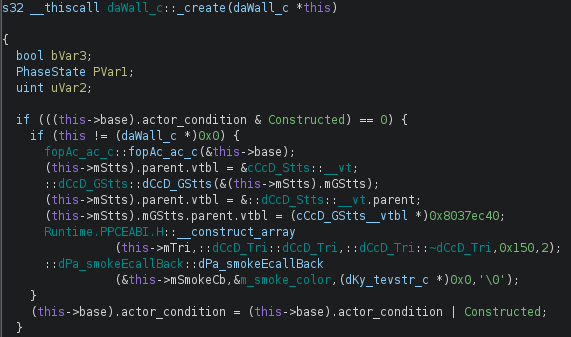 s32 __thiscall daWall_c::_create(daWall_c *this)
{
bool bVar3;
PhaseState PVar1;
uint uVar2;
if (((this->base).actor_condition & Constructed) == 0) {
if (this != (daWall_c *)0x0) {
fopAc_ac_c::fopAc_ac_c(&this->base);
(this->mStts).parent.vtbl = &cCcD_Stts::__vt;
::dCcD_GStts::dCcD_GStts(&(this->mStts).mGStts);
(this->mStts).parent.vtbl = &::dCcD_Stts::__vt.parent;
(this->mStts).mGStts.parent.vtbl = (cCcD_GStts__vtbl *)0x8037ec40;
Runtime.PPCEABI.H::__construct_array
(this->mTri,::dCcD_Tri::dCcD_Tri,::dCcD_Tri::~dCcD_Tri,0x150,2);
::dPa_smokeEcallBack::dPa_smokeEcallBack
(&this->mSmokeCb,&m_smoke_color,(dKy_tevstr_c *)0x0,'\0');
}
(this->base).actor_condition = (this->base).actor_condition | Constructed;
}